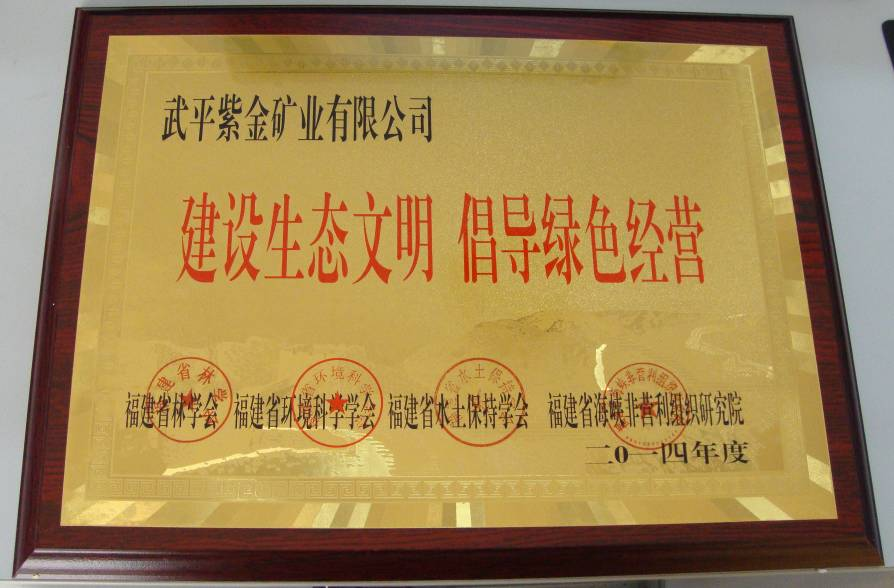 武平紫金矿业有限公司
建设生态文明 倡导绿色经营
福建省林学会 福建省环境科学学会 福建省水土保持学会 福建省海峡非营利组织研究院
二0一四年度